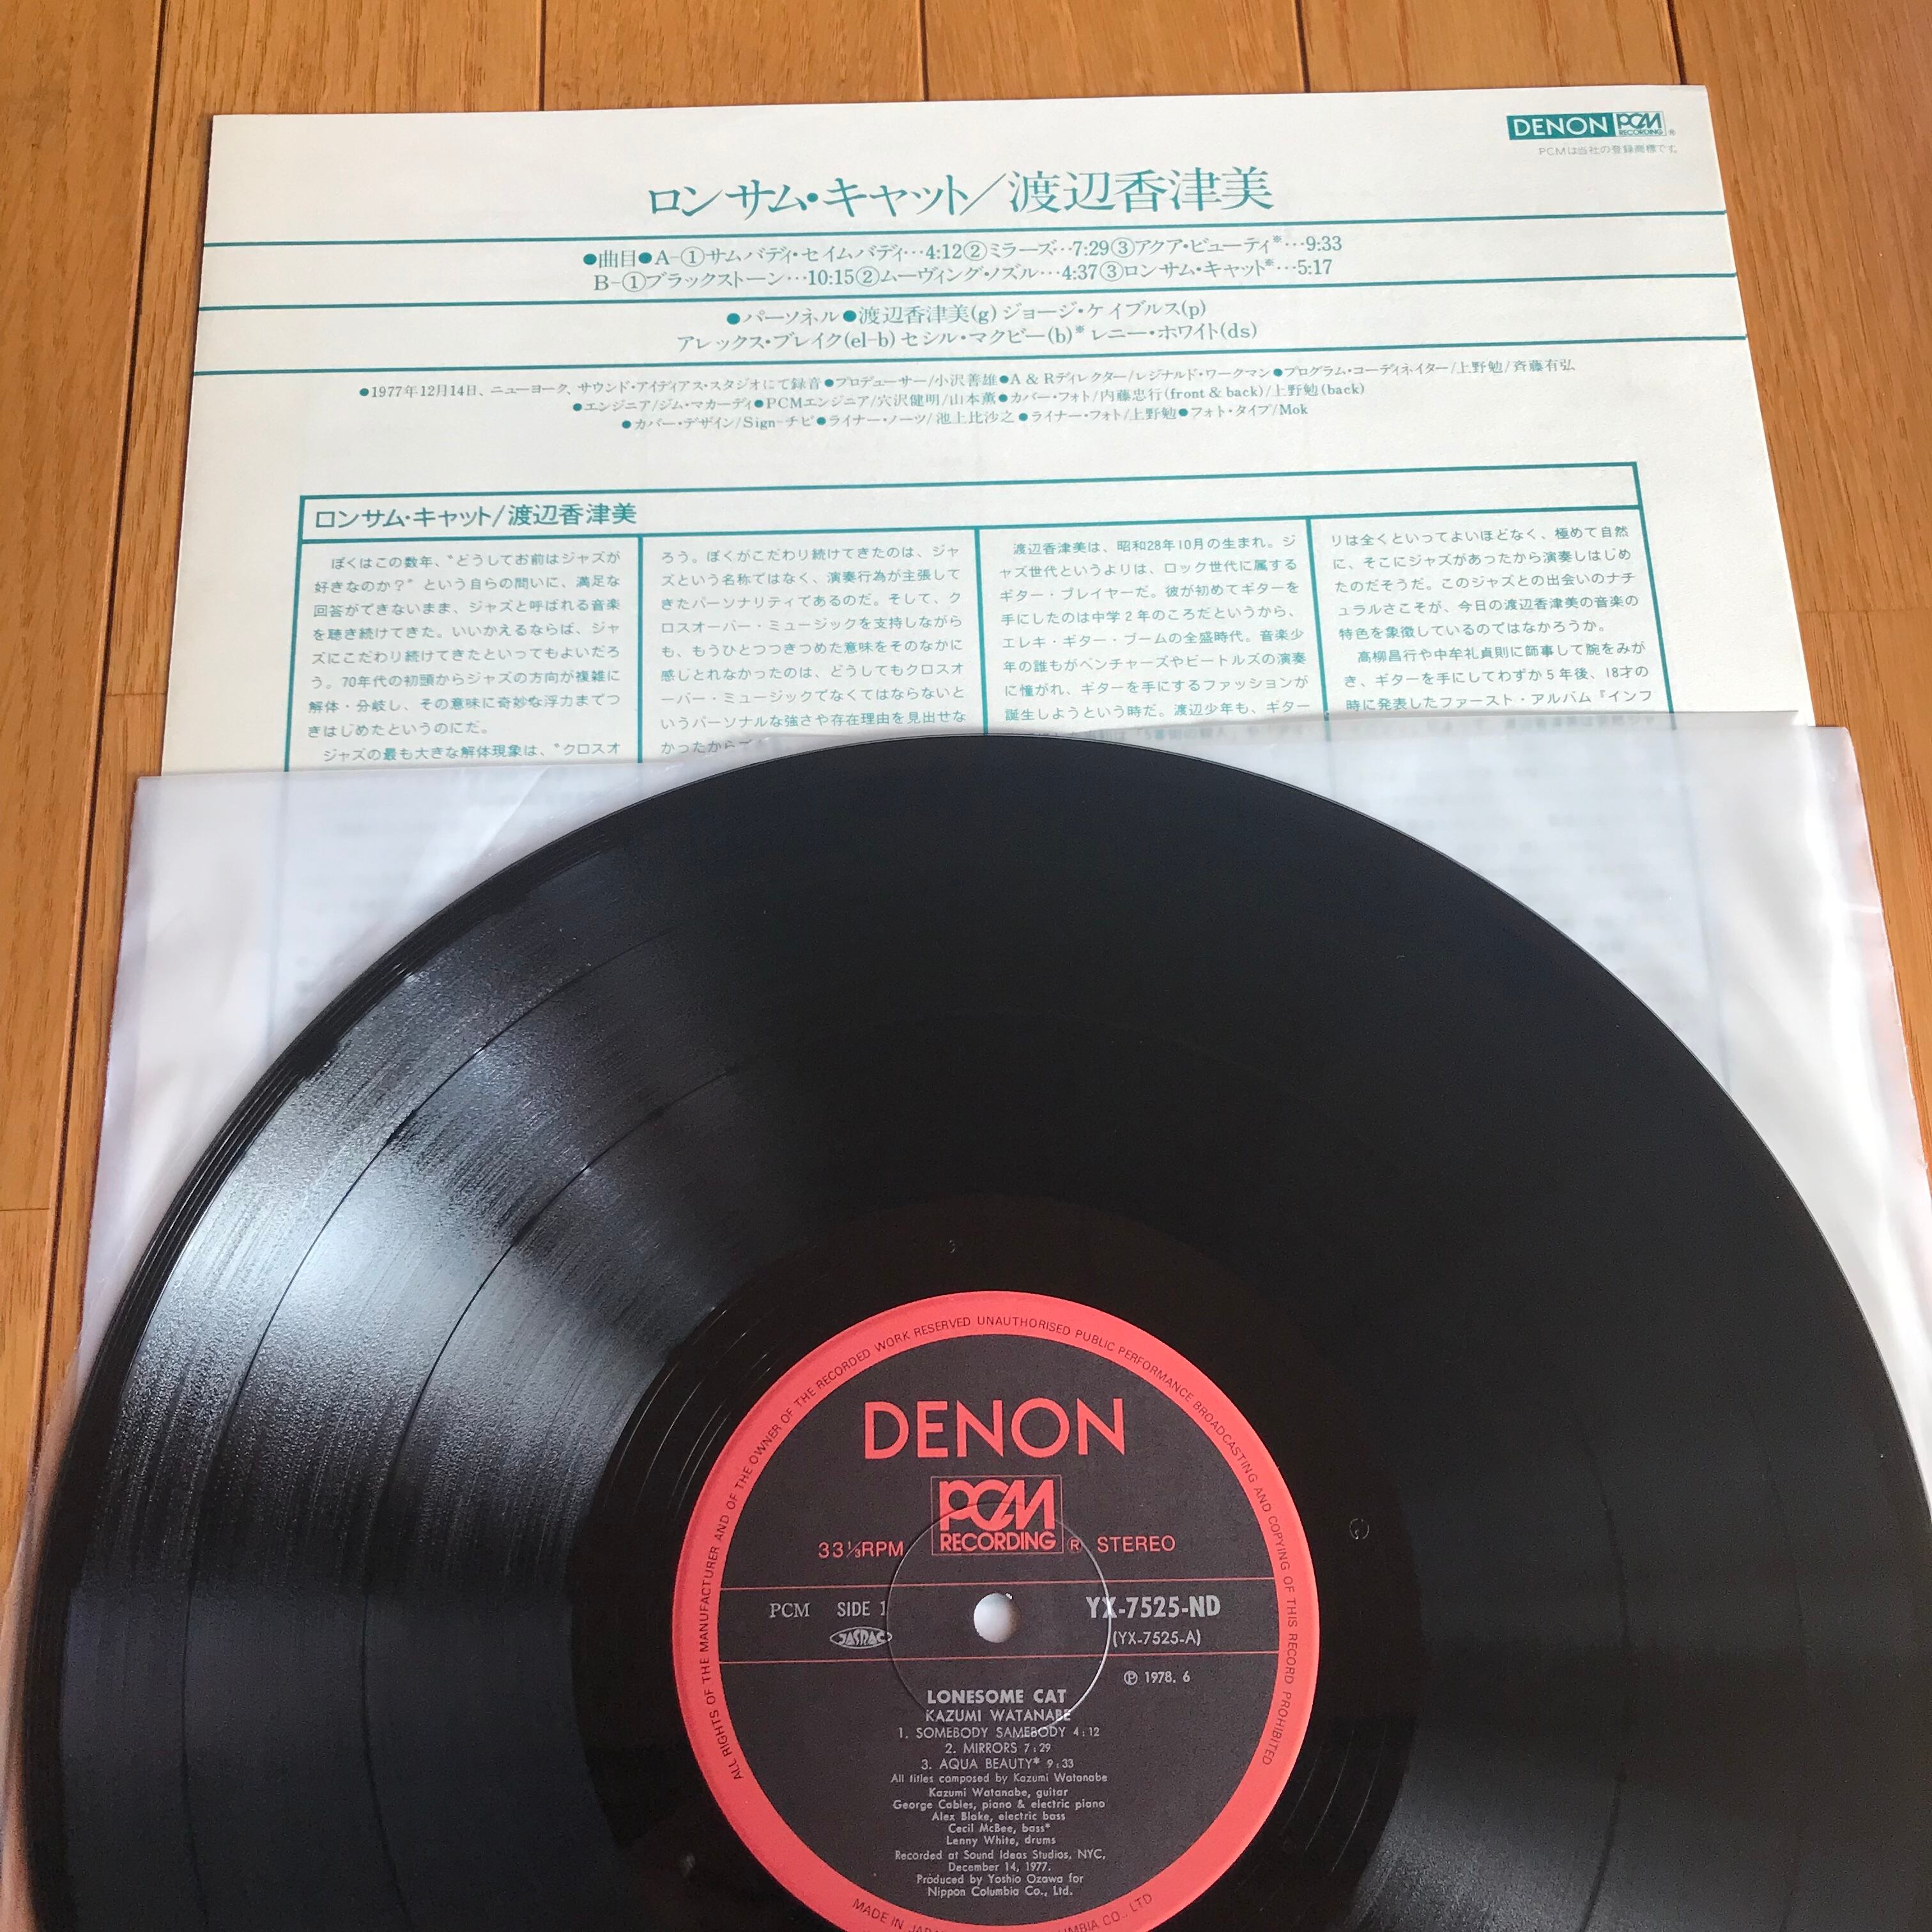 DENON PCM RECORDING ®
PCMは当社の登録商標です。
ロンサム・キャット／渡辺香津美
●曲目●A-①サムバディ・セイムバディ…4:12②ミラーズ…7:29③アクア・ビューティ※…9:33
B-①ブラックストーン…10:15②ムーヴィング・ノズル…4:37③ロンサム・キャット※…5:17
●パーソネル●渡辺香津美(g) ジョージ・ケイブルス(p)
アレックス・ブレイク(el-b) セシル・マクビー(b)※ レニー・ホワイト(ds)
●1977年12月14日、ニューヨーク、サウンド・アイディアス・スタジオにて録音●プロデューサー/小沢善雄●A & Rディレクター/レジナルド・ワークマン●プログラム・コーディネイター/上野勉/斉藤有弘
●エンジニア/ジム・マカーディ●PCMエンジニア/穴沢健明/山本薫●カバー・フォト/内藤忠行(front & back)/上野勉(back)
●カバー・デザイン/Sign-チビ●ライナー・ノーツ/池上比沙之●ライナー・フォト/上野勉●フォト・タイプ/Mok
ロンサム・キャット/渡辺香津美
ぼくはこの数年、“どうしてお前はジャズが
好きなのか？”という自らの問いに、満足な
回答ができないまま、ジャズと呼ばれる音楽
を聴き続けてきた。いいかえるならば、ジャ
ズにこだわり続けてきたといってもよいだろ
う。70年代の初頭からジャズの方向が複雑に
解体・分岐し、その意味に奇妙な浮力までつ
きはじめたというのにだ。
ジャズの最も大きな解体現象は、“クロスオ
ろう。ぼくがこだわり続けてきたのは、ジャ
ズという名称ではなく、演奏行為が主張して
きたパーソナリティであるのだ。そして、ク
ロスオーバー・ミュージックを支持しながら
も、もうひとつつきつめた意味をそのなかに
感じとれなかったのは、どうしてもクロスオ
ーバー・ミュージックでなくてはならないと
いうパーソナルな強さや存在理由を見出せな
かったから
渡辺香津美は、昭和28年10月の生まれ。ジ
ャズ世代というよりは、ロック世代に属する
ギター・プレイヤーだ。彼が初めてギターを
手にしたのは中学2年のころだというから、
エレキ・ギター・ブームの全盛時代。音楽少
年の誰もがベンチャーズやビートルズの演奏
に憧がれ、ギターを手にするファッションが
誕生しようという時だ。渡辺少年も、ギター
リは全くといってよいほどなく、極めて自然
に、そこにジャズがあったから演奏しはじめ
たのだそうだ。このジャズとの出会いのナチ
ュラルさこそが、今日の渡辺香津美の音楽の
特色を象徴しているのではなかろうか。
高柳昌行や中牟礼貞則に師事して腕をみが
き、ギターを手にしてわずか5年後、18才の
時に発表したファースト・アルバム『インフ
ALL RIGHTS OF THE MANUFACTURER AND OF THE OWNER OF THE RECORDED WORK RESERVED UNAUTHORISED PUBLIC PERFORMANCE BROADCASTING AND COPYING OF THIS RECORD PROHIBITED
DENON
PCM
RECORDING ®
33⅓RPM STEREO
PCM SIDE 1 YX-7525-ND
JASRAC (YX-7525-A)
Ⓟ 1978. 6
LONESOME CAT
KAZUMI WATANABE
1. SOMEBODY SAMEBODY 4:12
2. MIRRORS 7:29
3. AQUA BEAUTY* 9:33
All titles composed by Kazumi Watanabe
Kazumi Watanabe, guitar
George Cables, piano & electric piano
Alex Blake, electric bass
Cecil McBee, bass*
Lenny White, drums
Recorded at Sound Ideas Studios, NYC,
December 14, 1977.
Produced by Yoshio Ozawa for
Nippon Columbia Co., Ltd.
MADE IN CO., LTD